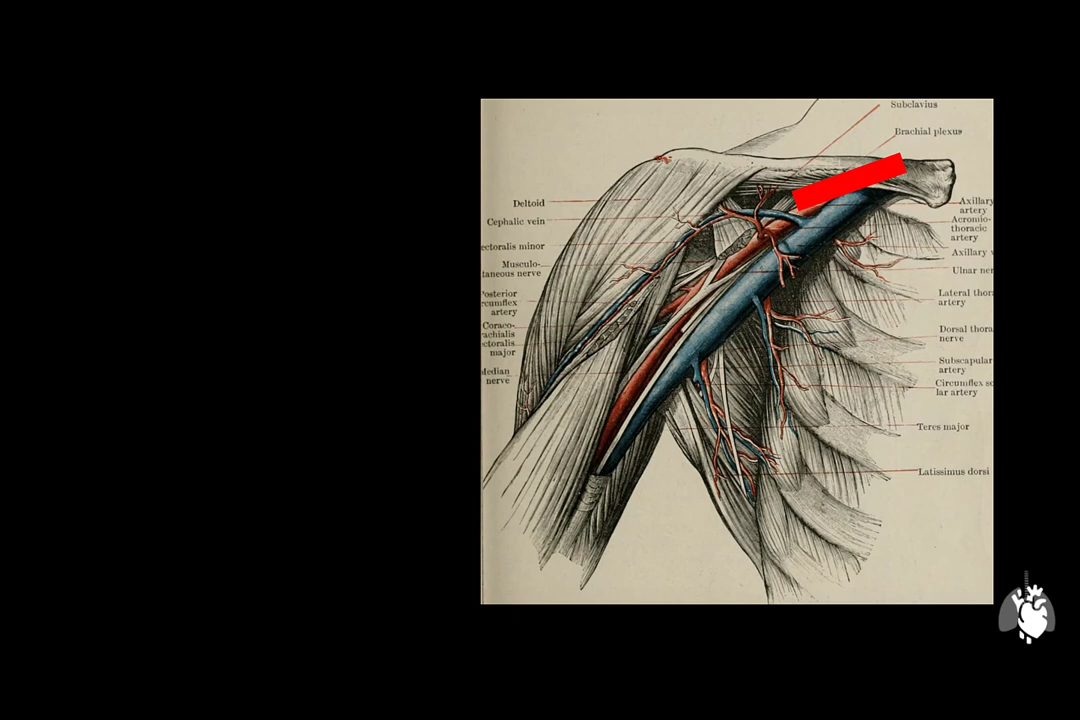 Subclavius
Brachial plexus
Deltoid
Cephalic vein
ectoralis minor
Musculo-
taneous nerve
Posterior
rcumflex
artery
Coraco-
rachialis
ectoralis
major
Median
nerve
Axillary
artery
Acromio-
thoracic
artery
Axillary v
Ulnar ner
Lateral thora
artery
Dorsal thora
nerve
Subscapular
artery
Circumflex sc
lar artery
Teres major
Latissimus dorsi